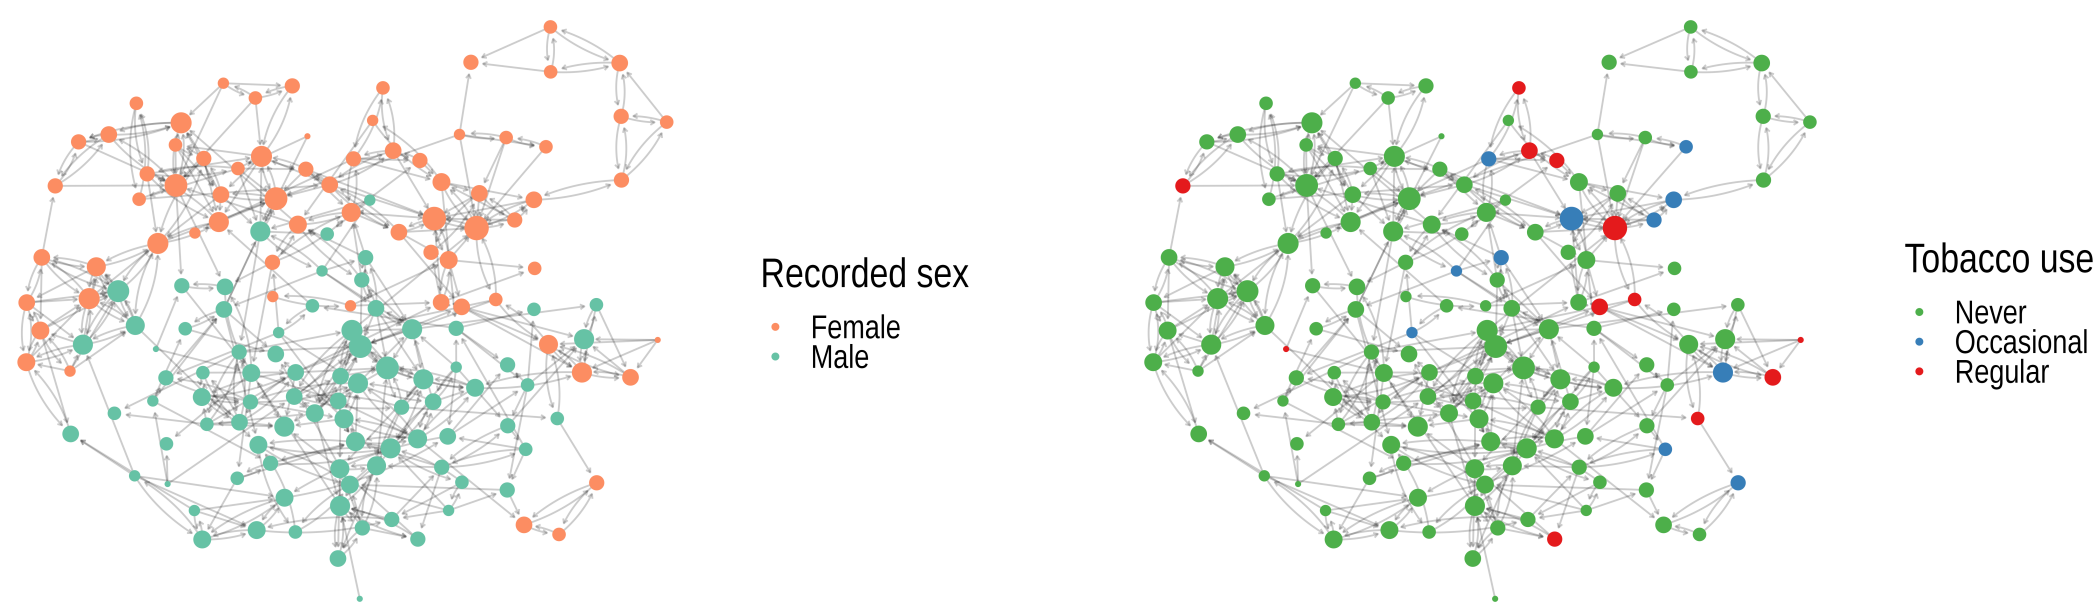 Recorded sex
Female
Male
Tobacco use
Never
Occasional
Regular